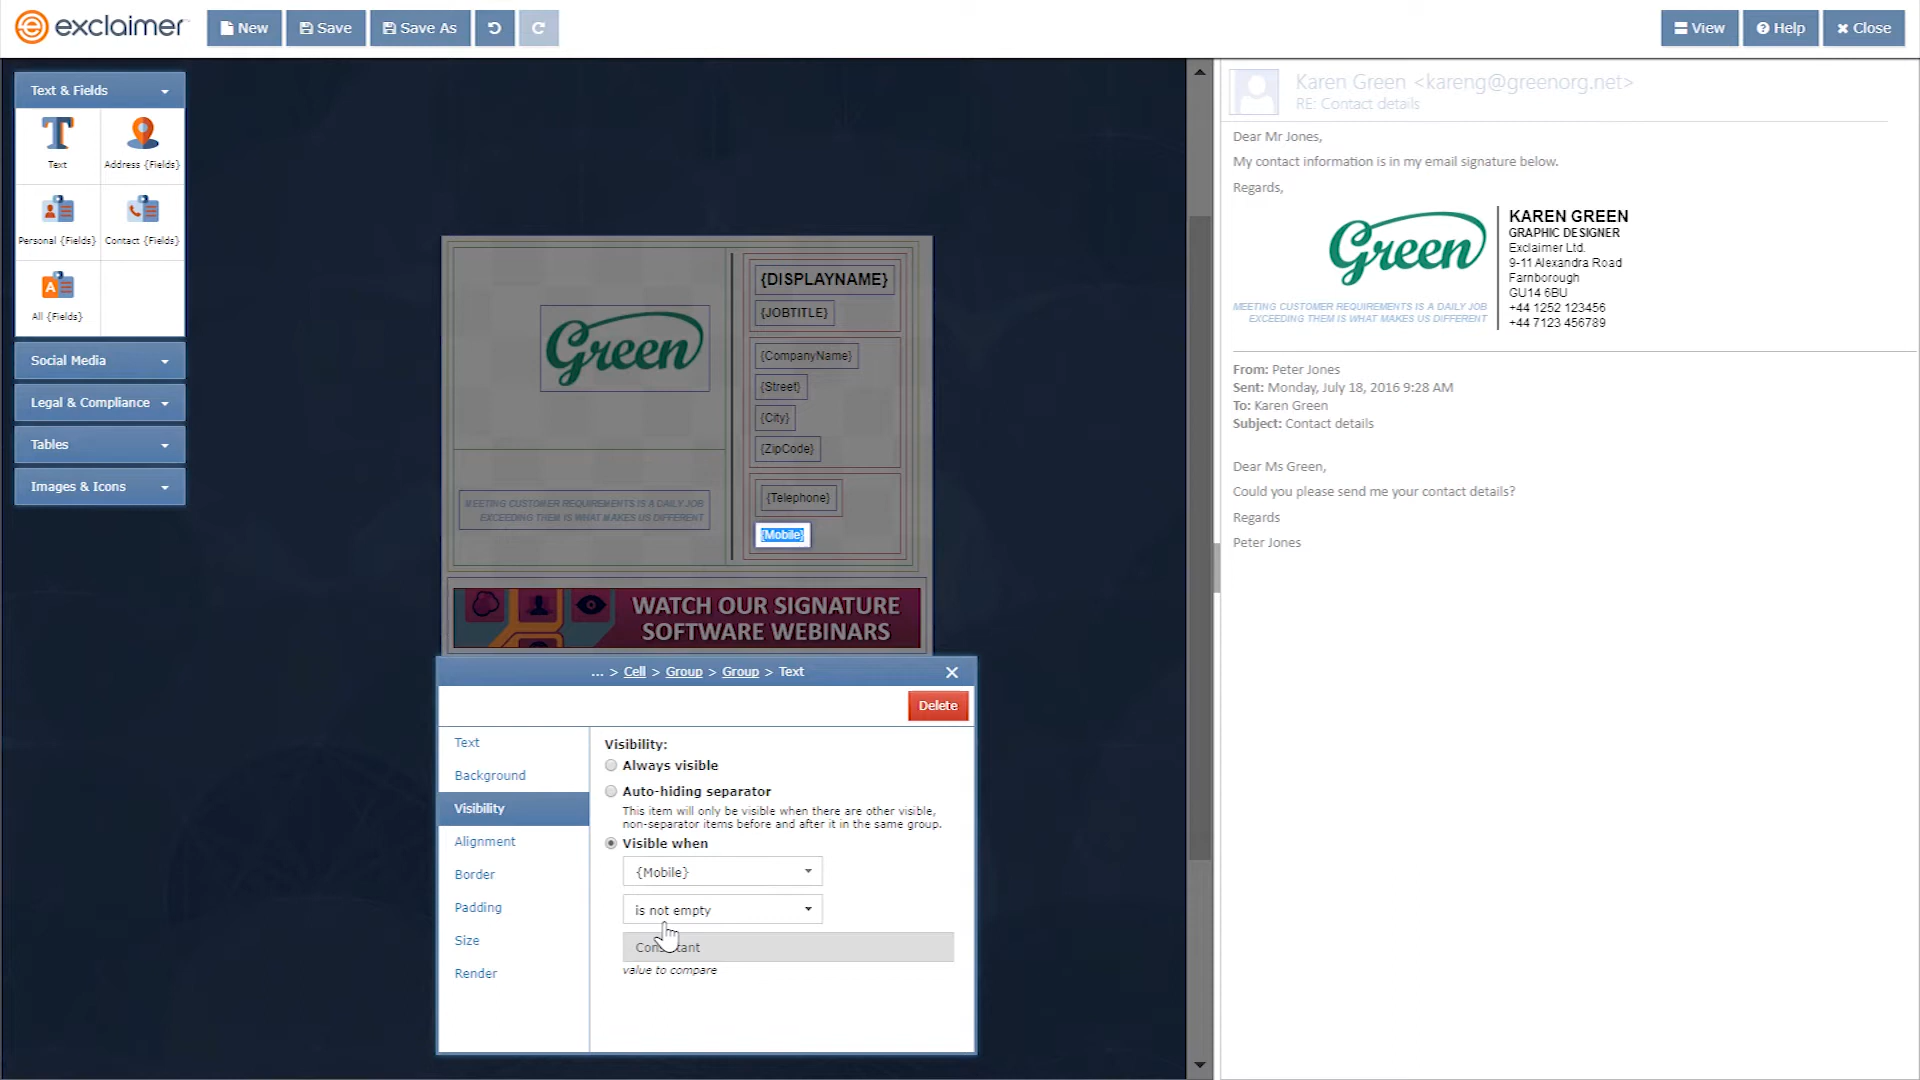 exclaimer
New
Save
Save As
View
Help
Close
Text & Fields
Text
Address {Fields}
Personal {Fields}
Contact {Fields}
A
All {Fields}
Social Media
Legal & Compliance
Tables
Images & Icons
Green
MEETING CUSTOMER REQUIREMENTS IS A DAILY JOB
EXCEEDING THEM IS WHAT MAKES US DIFFERENT
{DISPLAYNAME}
{JOBTITLE}
{CompanyName}
{Street}
{City}
{ZipCode}
{Telephone}
{Mobile}
WATCH OUR SIGNATURE
SOFTWARE WEBINARS
... > Cell > Group > Group > Text
Delete
Text
Background
Visibility
Alignment
Border
Padding
Size
Render
Visibility:
Always visible
Auto-hiding separator
This item will only be visible when there are other visible,
non-separator items before and after it in the same group.
Visible when
{Mobile}
is not empty
value to compare
Karen Green <kareng@greenorg.net>
RE: Contact details
Dear Mr Jones,
My contact information is in my email signature below.
Regards,
Green
MEETING CUSTOMER REQUIREMENTS IS A DAILY JOB
EXCEEDING THEM IS WHAT MAKES US DIFFERENT
KAREN GREEN
GRAPHIC DESIGNER
Exclaimer Ltd.
9-11 Alexandra Road
Farnborough
GU14 6BU
+44 1252 123456
+44 7123 456789
From: Peter Jones
Sent: Monday, July 18, 2016 9:28 AM
To: Karen Green
Subject: Contact details
Dear Ms Green,
Could you please send me your contact details?
Regards
Peter Jones